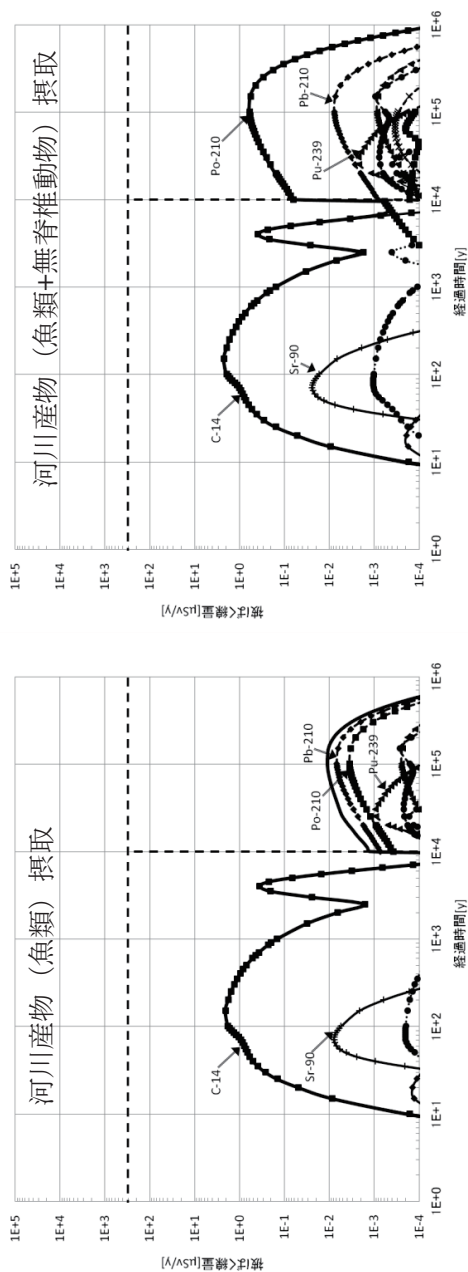 河川産物（魚類）摂取
1E+5
1E+4
1E+3
1E+2
1E+1
1E+0
1E-1
1E-2
1E-3
1E-4
被ばく線量[μSv/y]
C-14
Sr-90
Po-210
Pb-210
Pu-239
1E+0
1E+1
1E+2
1E+3
1E+4
1E+5
1E+6
経過時間[y]
河川産物（魚類+無脊椎動物）摂取
1E+5
1E+4
1E+3
1E+2
1E+1
1E+0
1E-1
1E-2
1E-3
1E-4
被ばく線量[μSv/y]
C-14
Sr-90
Po-210
Pb-210
Pu-239
1E+0
1E+1
1E+2
1E+3
1E+4
1E+5
1E+6
経過時間[y]